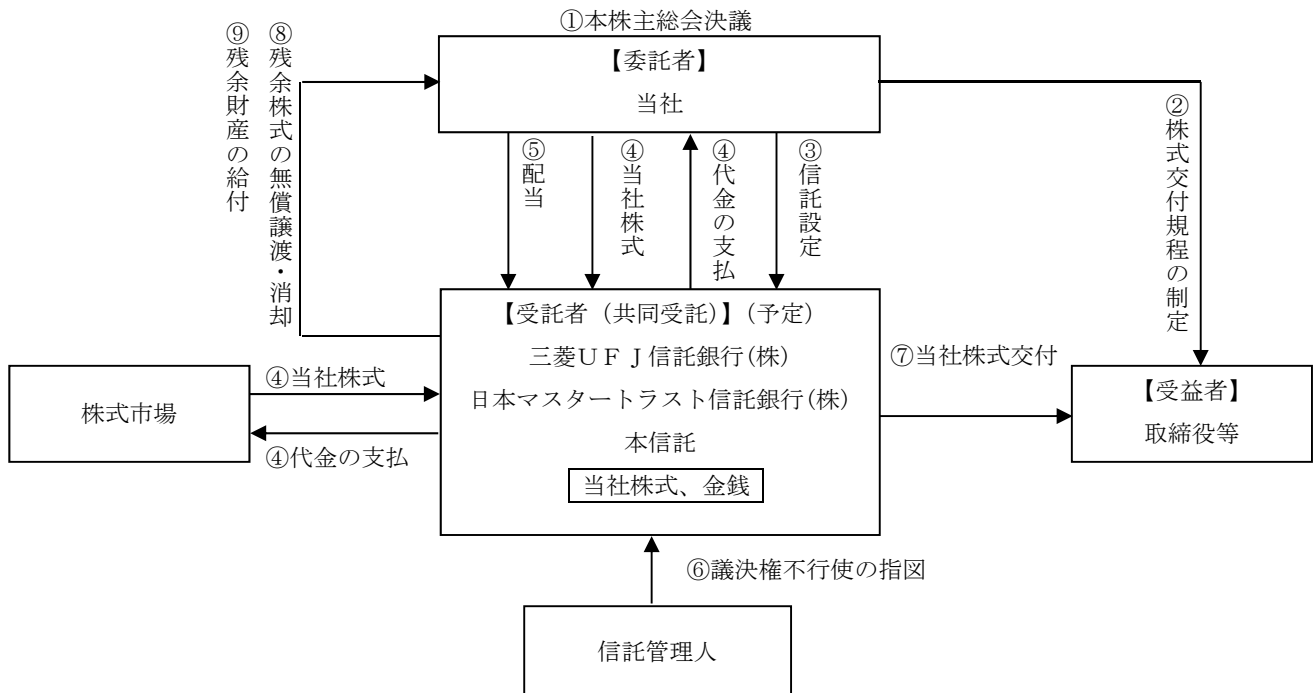 ①本株主総会決議
【委託者】
当社
⑨残余財産の給付
⑧残余株式の無償譲渡・消却
⑤配当
④当社株式
④代金の支払
③信託設定
②株式交付規程の制定
【受託者（共同受託）】(予定)
三菱ＵＦＪ信託銀行(株)
日本マスタートラスト信託銀行(株)
本信託
当社株式、金銭
株式市場
④当社株式
④代金の支払
⑦当社株式交付
【受益者】
取締役等
⑥議決権不行使の指図
信託管理人